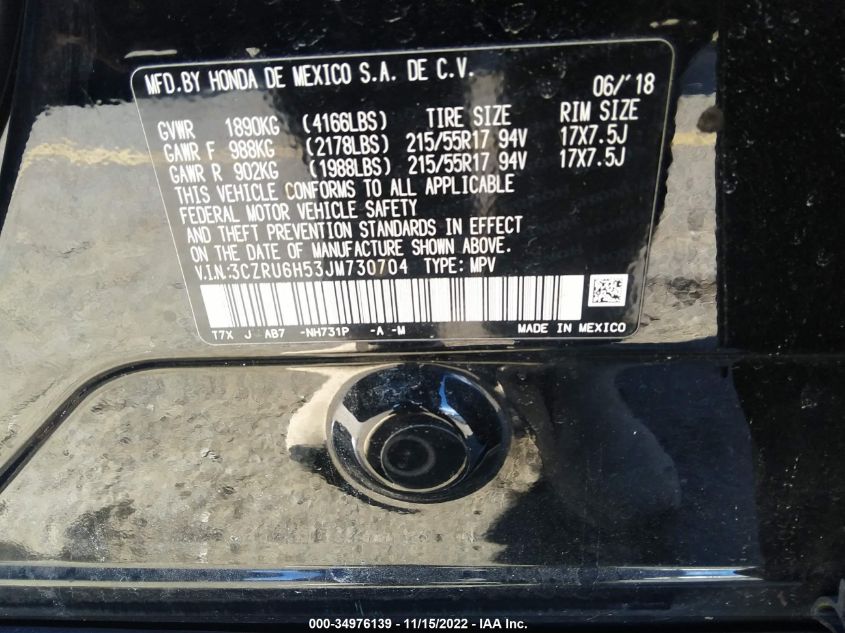 MFD.BY HONDA DE MEXICO S.A. DE C.V. 06/'18
GVWR 1890KG (4166LBS) TIRE SIZE RIM SIZE
GAWR F 988KG (2178LBS) 215/55R17 94V 17X7.5J
GAWR R 902KG (1988LBS) 215/55R17 94V 17X7.5J
THIS VEHICLE CONFORMS TO ALL APPLICABLE
FEDERAL MOTOR VEHICLE SAFETY
AND THEFT PREVENTION STANDARDS IN EFFECT
ON THE DATE OF MANUFACTURE SHOWN ABOVE.
V.I.N.:3CZRU6H53JM730704 TYPE: MPV
T7X J AB7 -NH731P -A -M MADE IN MEXICO
000-34976139 - 11/15/2022 - IAA Inc.